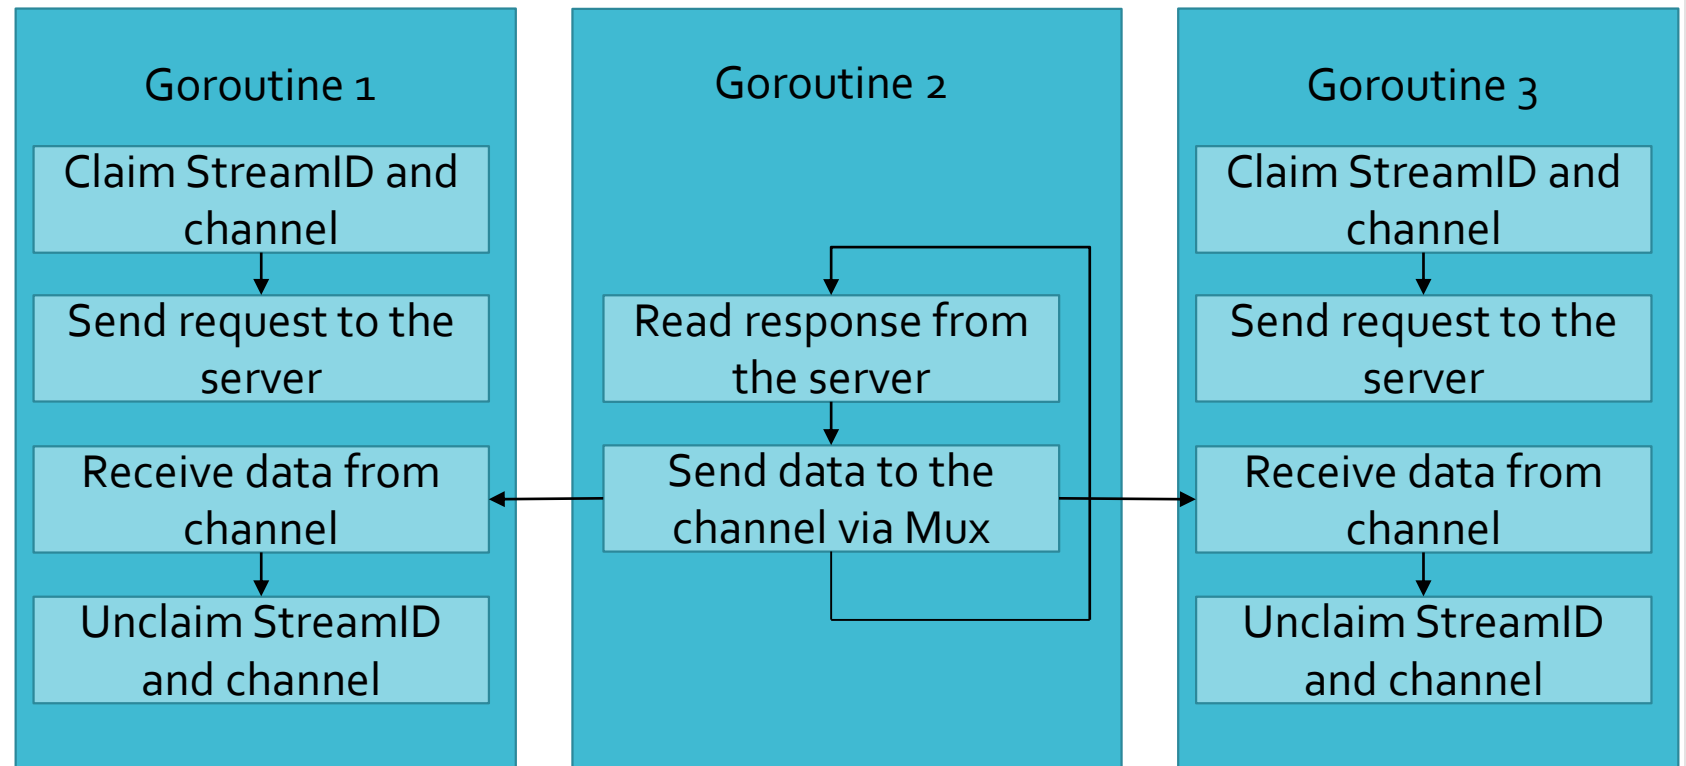 Goroutine 1
Claim StreamID and
channel
Send request to the
server
Receive data from
channel
Unclaim StreamID
and channel
Goroutine 2
Read response from
the server
Send data to the
channel via Mux
Goroutine 3
Claim StreamID and
channel
Send request to the
server
Receive data from
channel
Unclaim StreamID
and channel